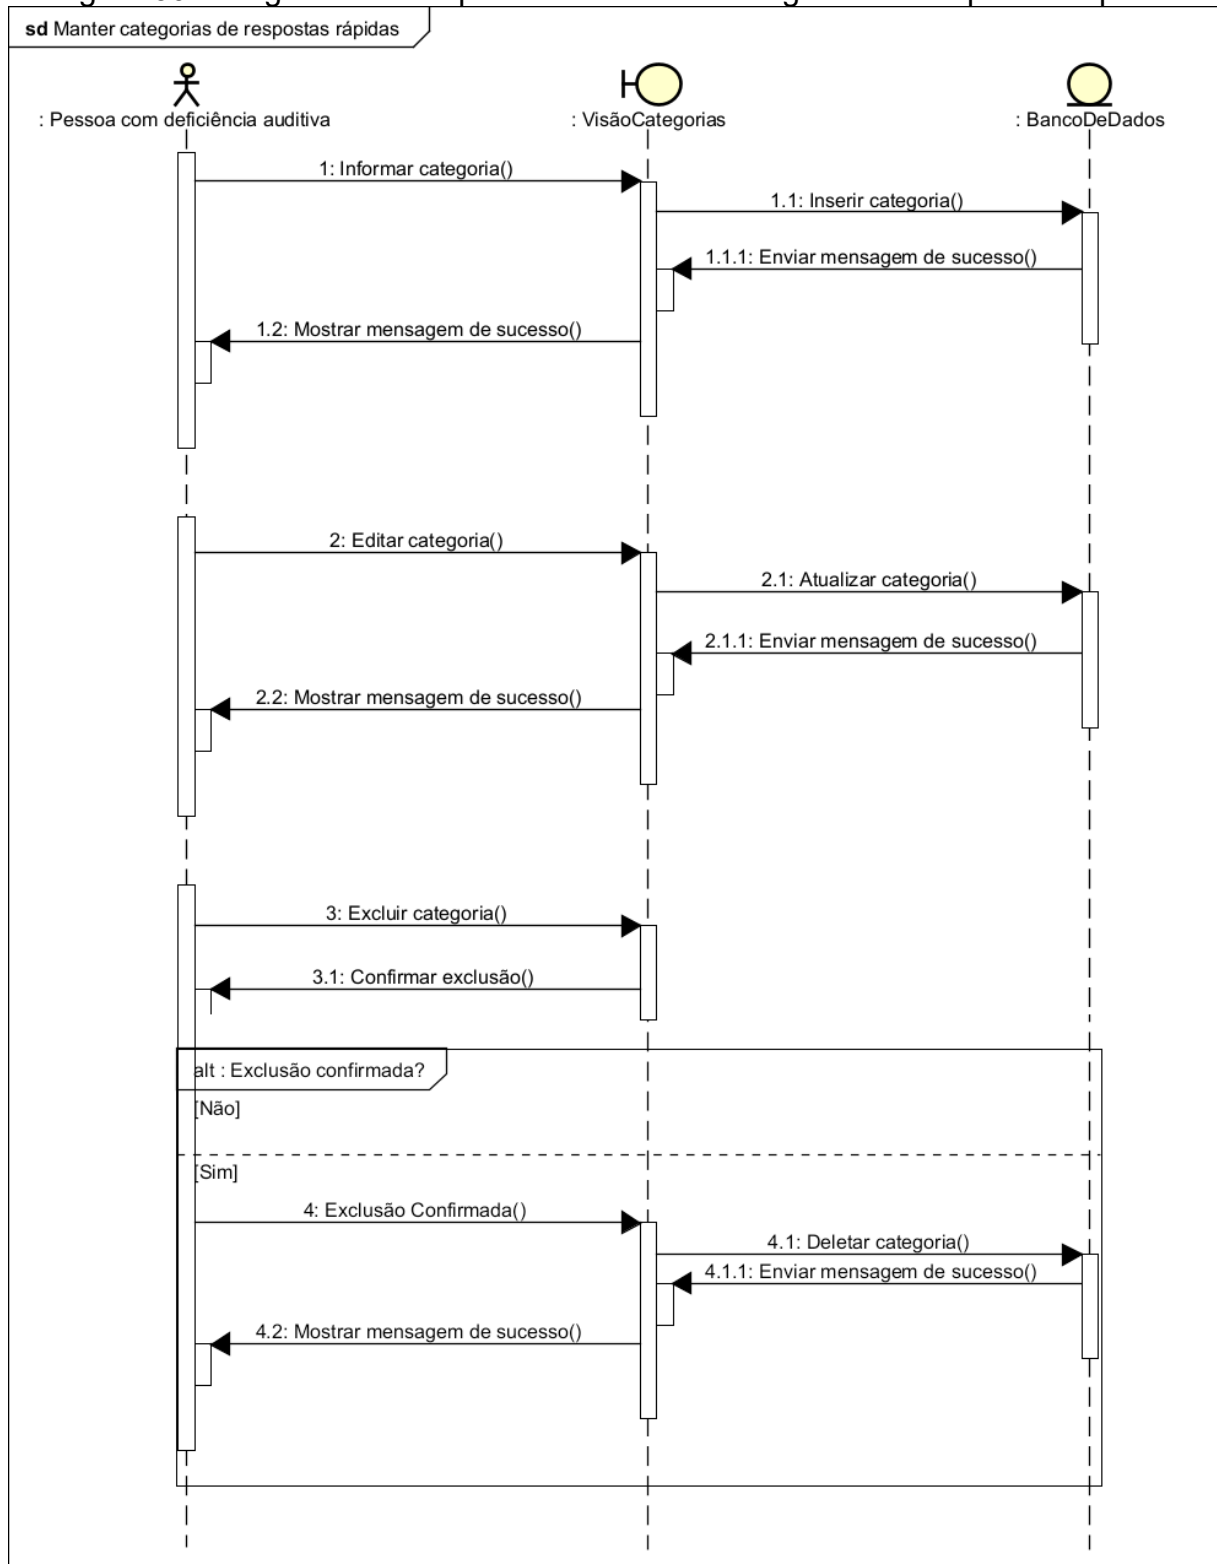 sd Manter categorias de respostas rápidas
: Pessoa com deficiência auditiva
: VisãoCategorias
: BancoDeDados
1: Informar categoria()
1.1: Inserir categoria()
1.1.1: Enviar mensagem de sucesso()
1.2: Mostrar mensagem de sucesso()
2: Editar categoria()
2.1: Atualizar categoria()
2.1.1: Enviar mensagem de sucesso()
2.2: Mostrar mensagem de sucesso()
3: Excluir categoria()
3.1: Confirmar exclusão()
alt : Exclusão confirmada?
[Não]
[Sim]
4: Exclusão Confirmada()
4.1: Deletar categoria()
4.1.1: Enviar mensagem de sucesso()
4.2: Mostrar mensagem de sucesso()